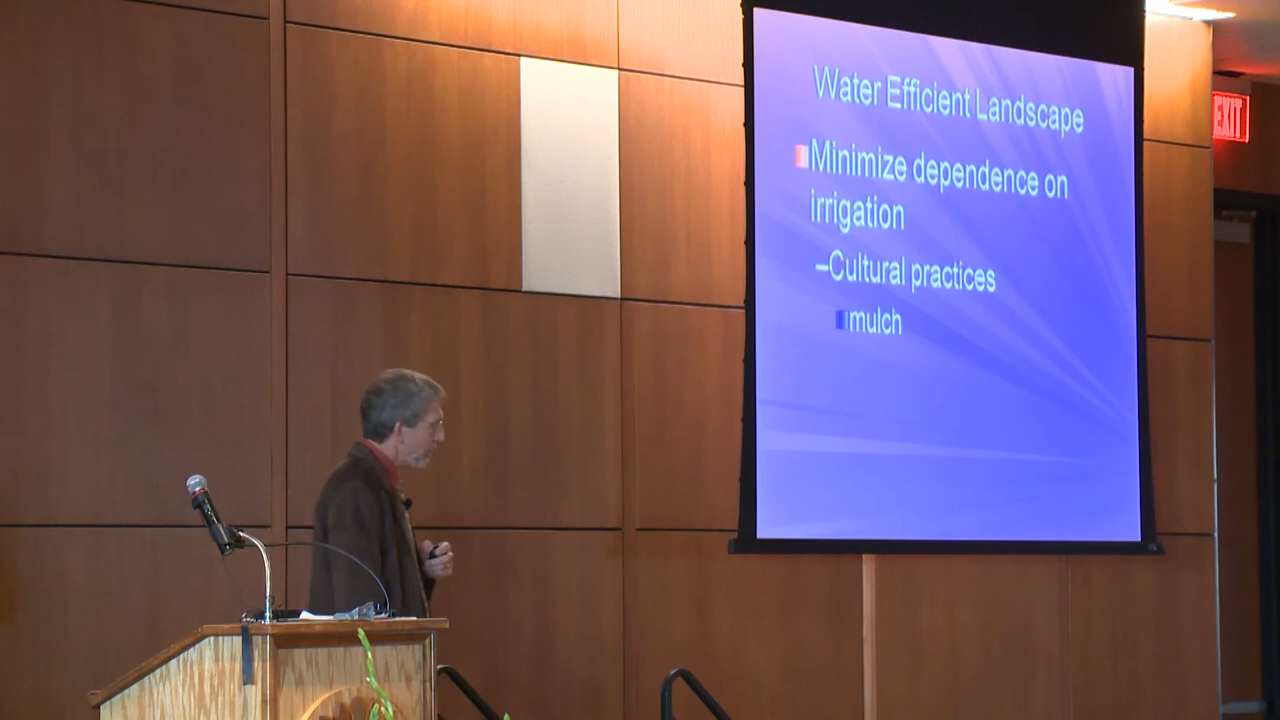 Water Efficient Landscape
Minimize dependence on
irrigation
–Cultural practices
mulch
EXIT